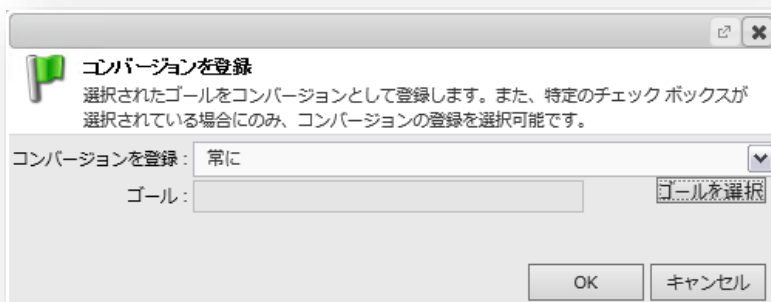 コンバージョンを登録
選択されたゴールをコンバージョンとして登録します。また、特定のチェック ボックスが
選択されている場合にのみ、コンバージョンの登録を選択可能です。
コンバージョンを登録 : 常に
ゴール : ゴールを選択
OK キャンセル